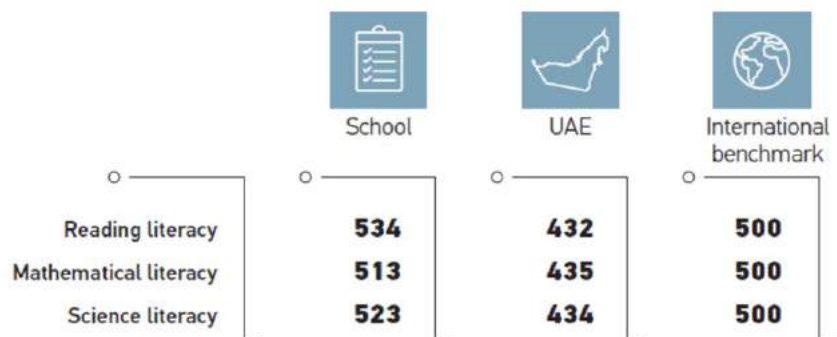 School UAE International
benchmark
Reading literacy 534 432 500
Mathematical literacy 513 435 500
Science literacy 523 434 500